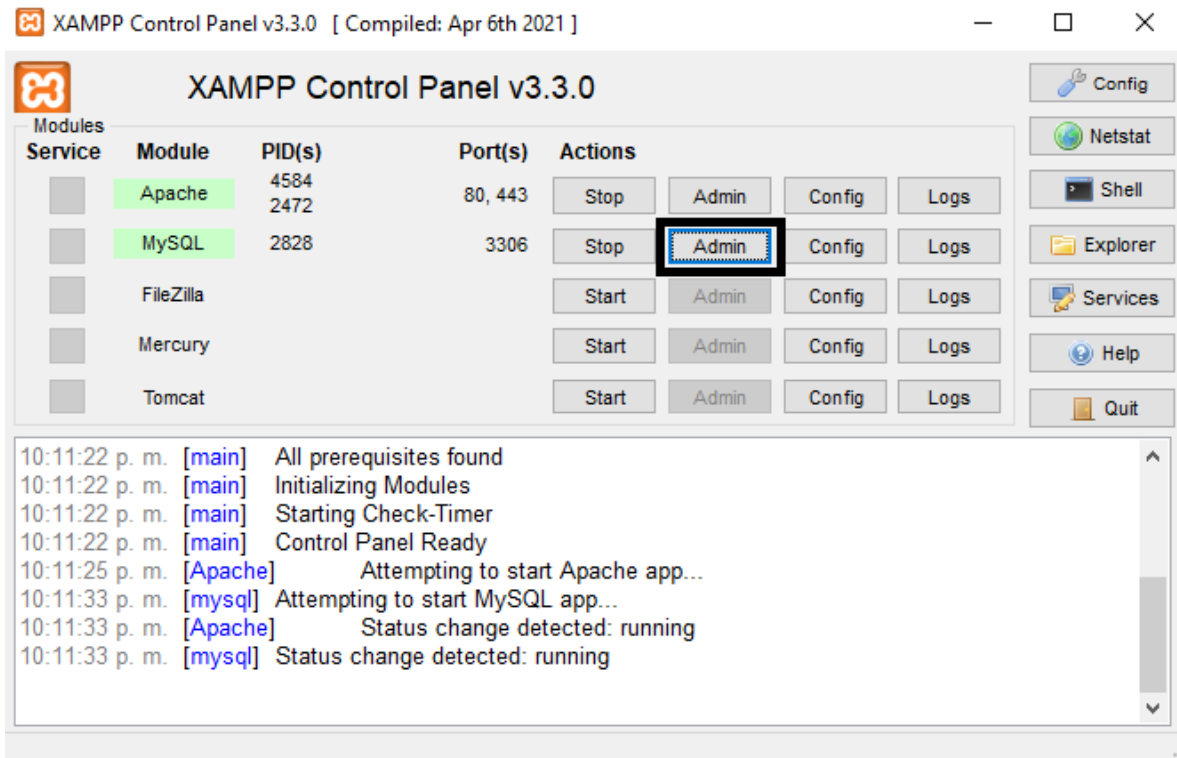 XAMPP Control Panel v3.3.0 [ Compiled: Apr 6th 2021 ]
XAMPP Control Panel v3.3.0
Config
Modules
Netstat
Service Module PID(s) Port(s) Actions
Apache 4584 2472 80, 443 Stop Admin Config Logs
Shell
MySQL 2828 3306 Stop Admin Config Logs
Explorer
FileZilla Start Admin Config Logs
Services
Mercury Start Admin Config Logs
Help
Tomcat Start Admin Config Logs
Quit
10:11:22 p. m. [main] All prerequisites found
10:11:22 p. m. [main] Initializing Modules
10:11:22 p. m. [main] Starting Check-Timer
10:11:22 p. m. [main] Control Panel Ready
10:11:25 p. m. [Apache] Attempting to start Apache app...
10:11:33 p. m. [mysql] Attempting to start MySQL app...
10:11:33 p. m. [Apache] Status change detected: running
10:11:33 p. m. [mysql] Status change detected: running